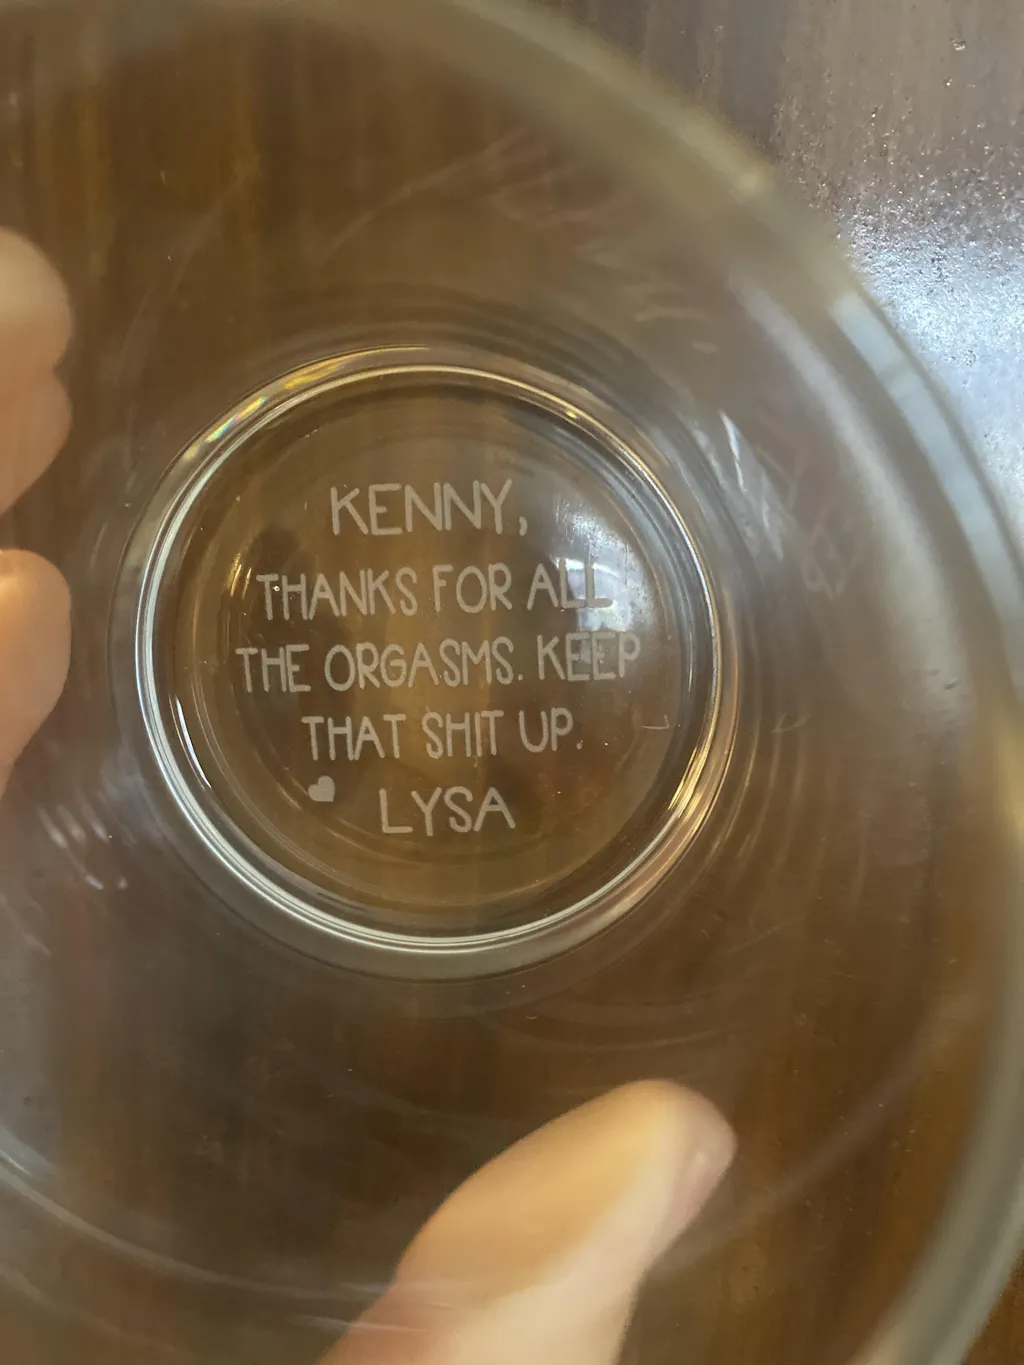 KENNY,
THANKS FOR ALL
THE ORGASMS. KEEP
THAT SHIT UP.
♥ LYSA